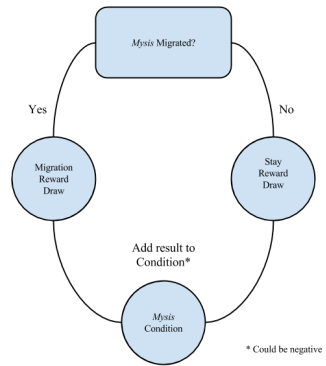 Mysis Migrated?
Yes
No
Migration
Reward
Draw
Stay
Reward
Draw
Add result to
Condition*
Mysis
Condition
* Could be negative